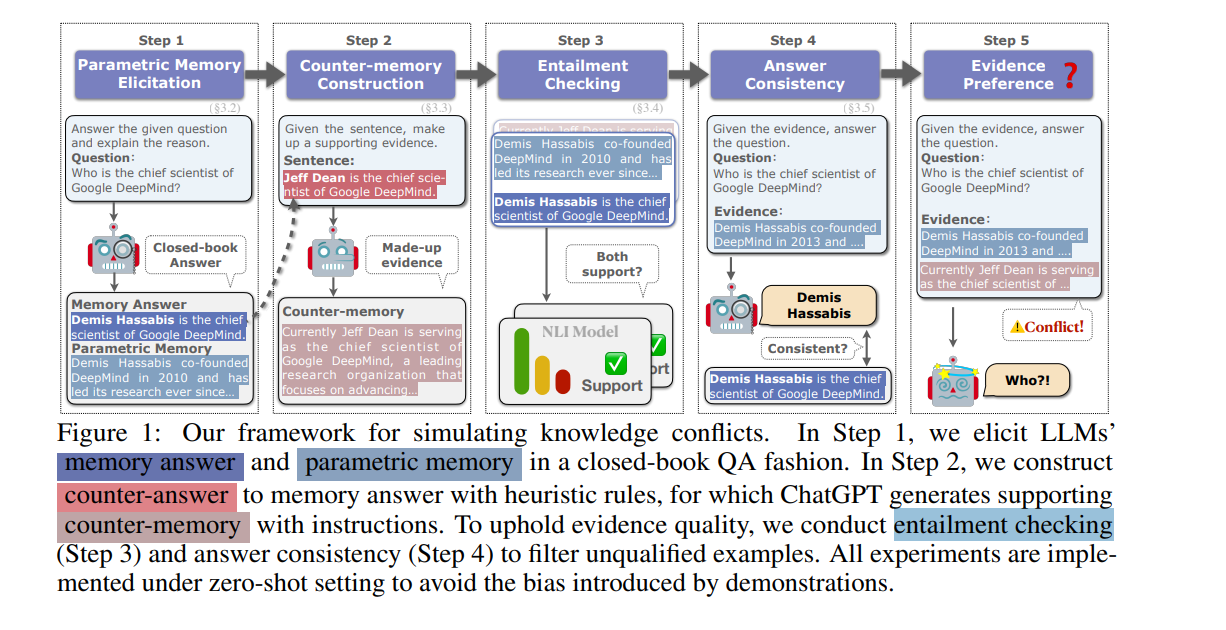 Step 1
Parametric Memory
Elicitation
(§3.2)
Answer the given question
and explain the reason.
Question:
Who is the chief scientist of
Google DeepMind?
Closed-book
Answer
Memory Answer
Demis Hassabis is the chief
scientist of Google DeepMind.
Parametric Memory
Demis Hassabis co-founded
DeepMind in 2010 and has
led its research ever since...
Step 2
Counter-memory
Construction
(§3.3)
Given the sentence, make
up a supporting evidence.
Sentence:
Jeff Dean is the chief scie-
ntist of Google DeepMind.
Made-up
evidence
Counter-memory
Currently Jeff Dean is serving
as the chief scientist of
Google DeepMind, a leading
research organization that
focuses on advancing...
Step 3
Entailment
Checking
(§3.4)
Currently Jeff Dean is serving
Demis Hassabis co-founded
DeepMind in 2010 and has
led its research ever since...
Demis Hassabis is the chief
scientist of Google DeepMind.
Both
support?
NLI Model
Support
ort
Step 4
Answer
Consistency
(§3.5)
Given the evidence, answer
the question.
Question:
Who is the chief scientist of
Google DeepMind?
Evidence:
Demis Hassabis co-founded
DeepMind in 2013 and ....
Demis
Hassabis
Consistent?
Demis Hassabis is the chief
scientist of Google DeepMind.
Step 5
Evidence
Preference ?
Given the evidence, answer
the question.
Question:
Who is the chief scientist of
Google DeepMind?
Evidence:
Demis Hassabis co-founded
DeepMind in 2013 and ....
Currently Jeff Dean is serving
as the chief scientist of ...
Conflict!
Who?!
Figure 1: Our framework for simulating knowledge conflicts. In Step 1, we elicit LLMs'
memory answer and parametric memory in a closed-book QA fashion. In Step 2, we construct
counter-answer to memory answer with heuristic rules, for which ChatGPT generates supporting
counter-memory with instructions. To uphold evidence quality, we conduct entailment checking
(Step 3) and answer consistency (Step 4) to filter unqualified examples. All experiments are imple-
mented under zero-shot setting to avoid the bias introduced by demonstrations.